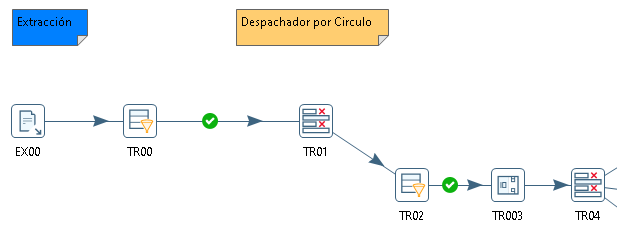 Extracción
Despachador por Circulo
EX00
TR00
TR01
TR02
TR003
TR04